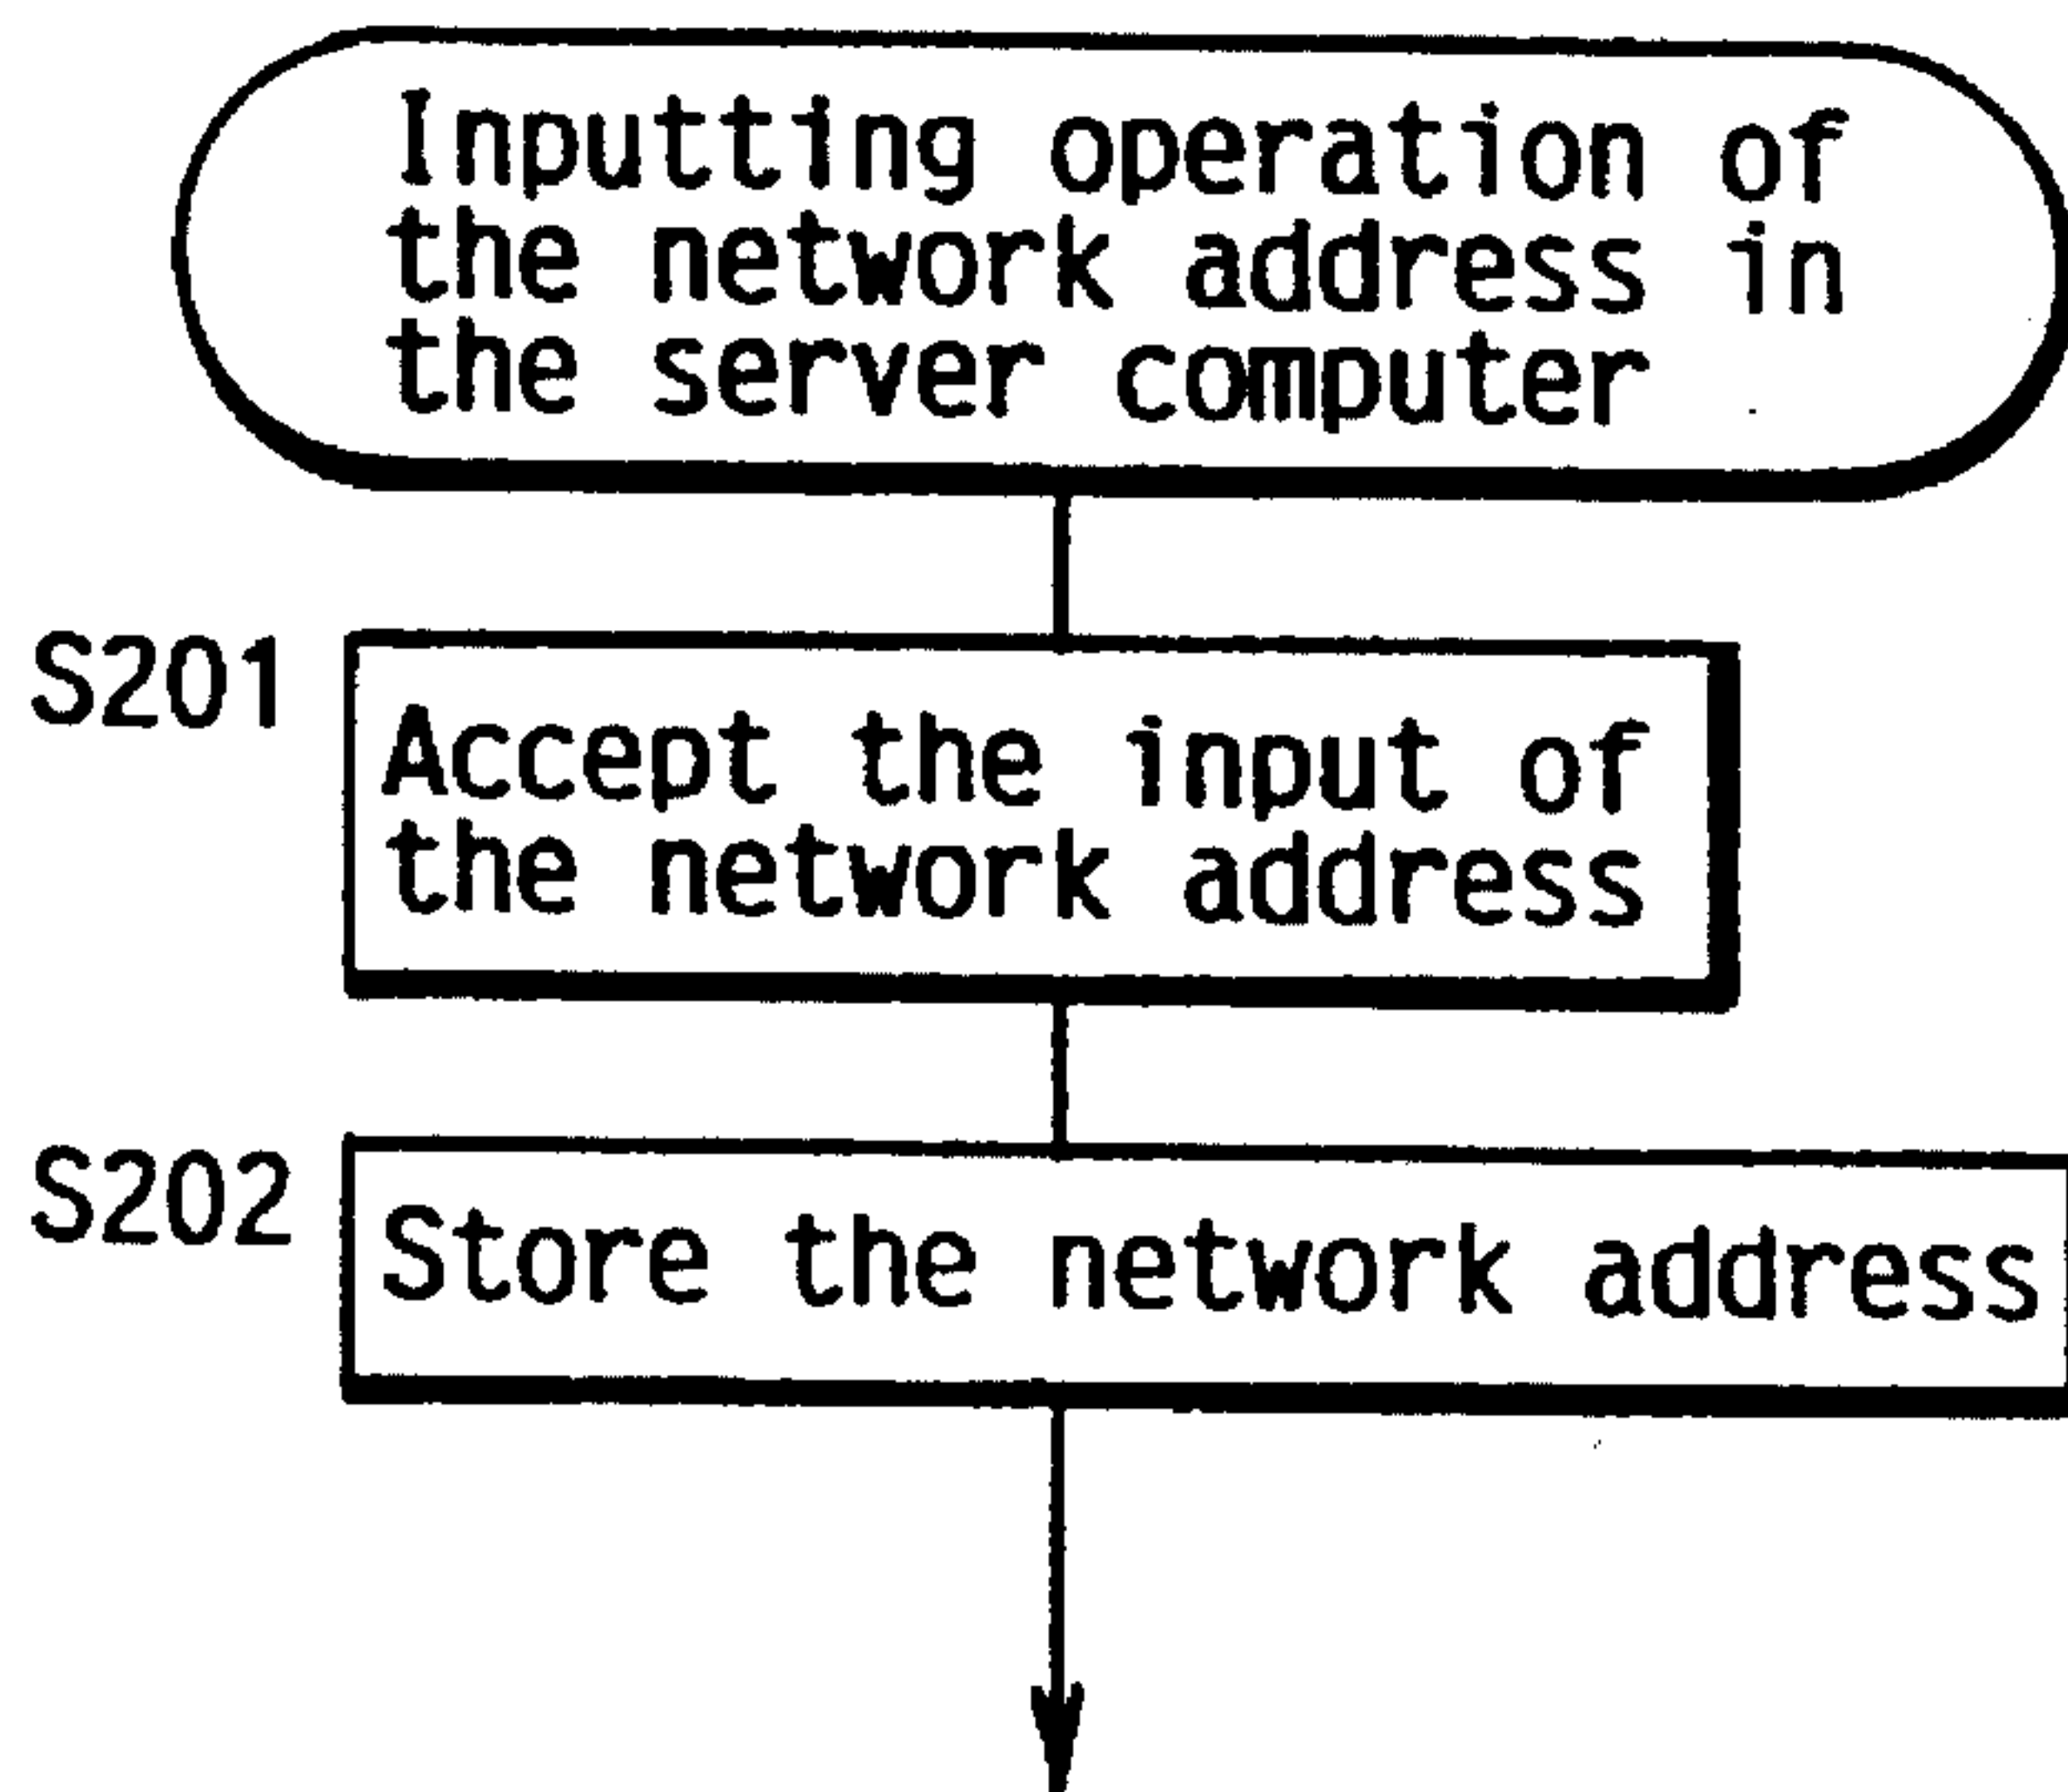 Inputting operation of
the network address in
the server computer
S201
Accept the input of
the network address
S202
Store the network address